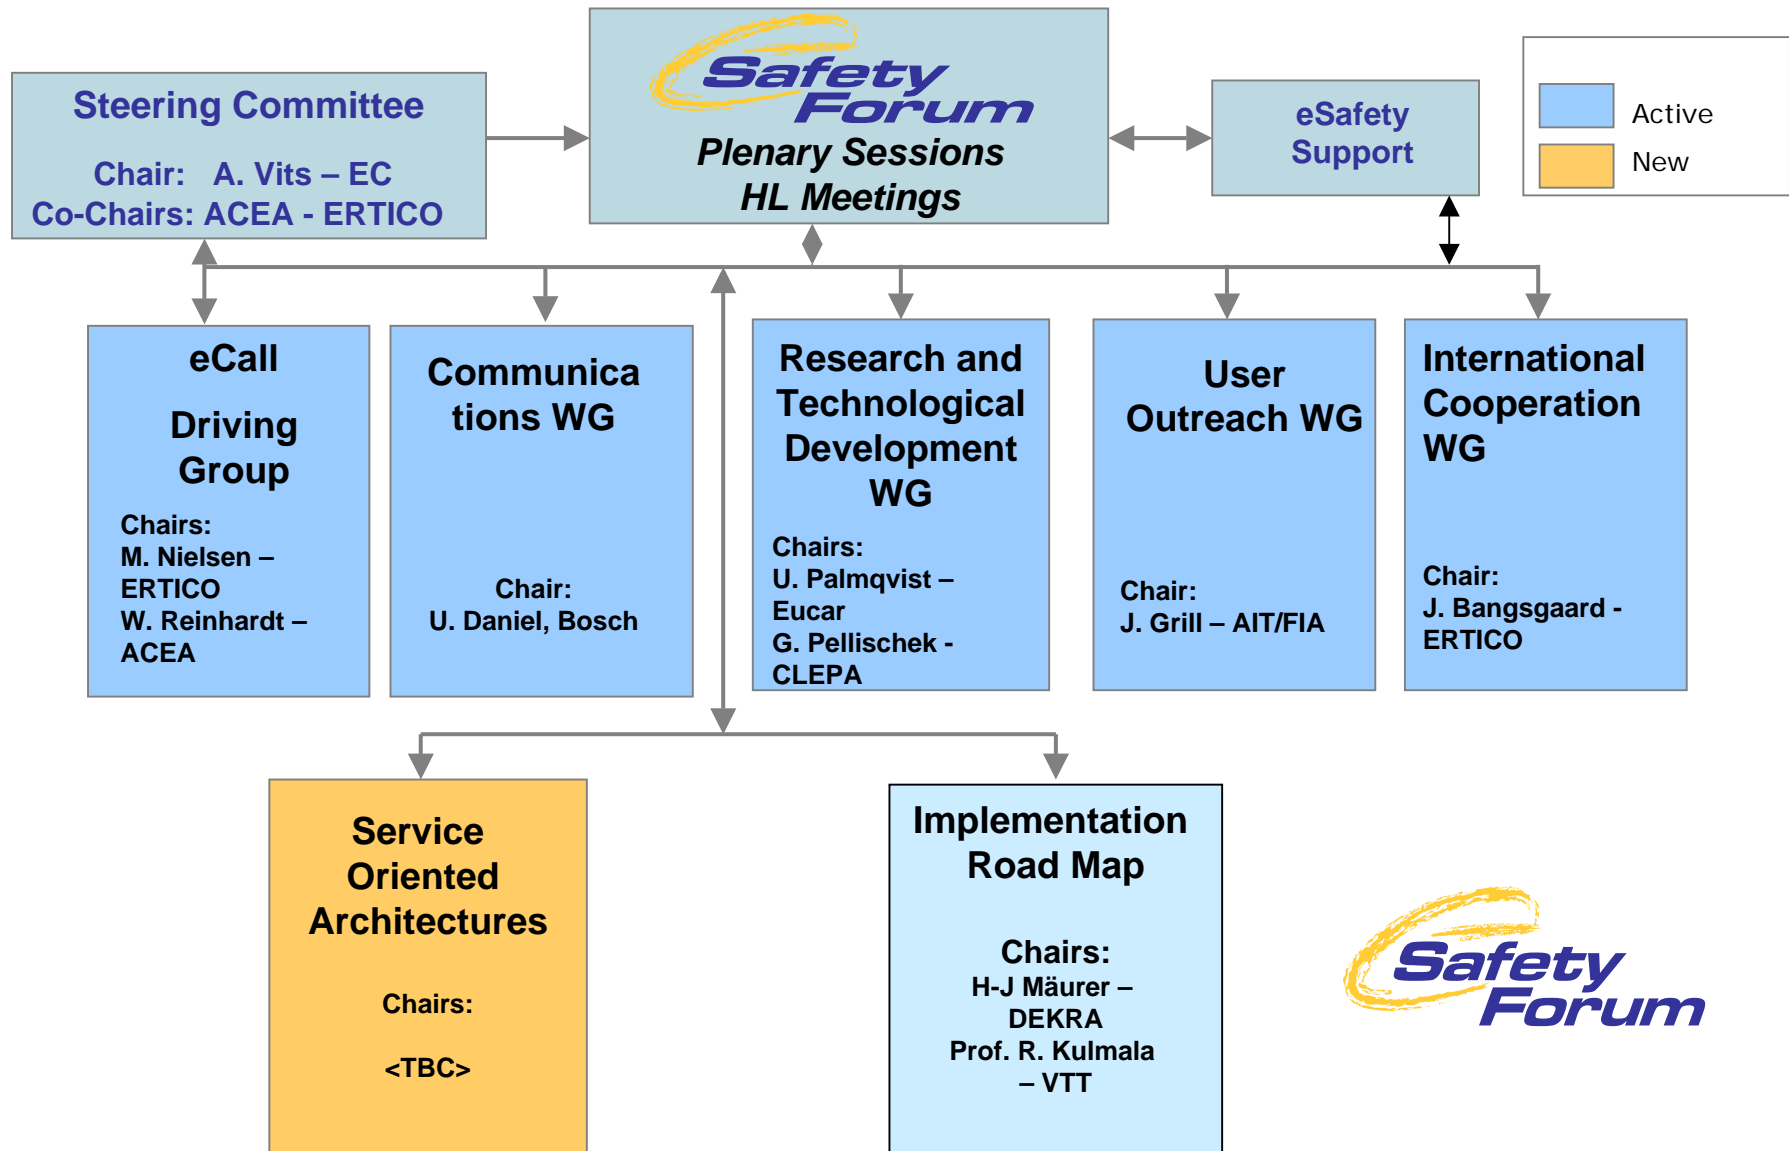 Steering Committee
Chair: A. Vits – EC
Co-Chairs: ACEA - ERTICO
Safety
Forum
Plenary Sessions
HL Meetings
eSafety
Support
Active
New
eCall
Driving
Group
Chairs:
M. Nielsen –
ERTICO
W. Reinhardt –
ACEA
Communica
tions WG
Chair:
U. Daniel, Bosch
Research and
Technological
Development
WG
Chairs:
U. Palmqvist –
Eucar
G. Pellischek -
CLEPA
User
Outreach WG
Chair:
J. Grill – AIT/FIA
International
Cooperation
WG
Chair:
J. Bangsgaard -
ERTICO
Service
Oriented
Architectures
Chairs:
<TBC>
Implementation
Road Map
Chairs:
H-J Mäurer –
DEKRA
Prof. R. Kulmala
– VTT
Safety
Forum